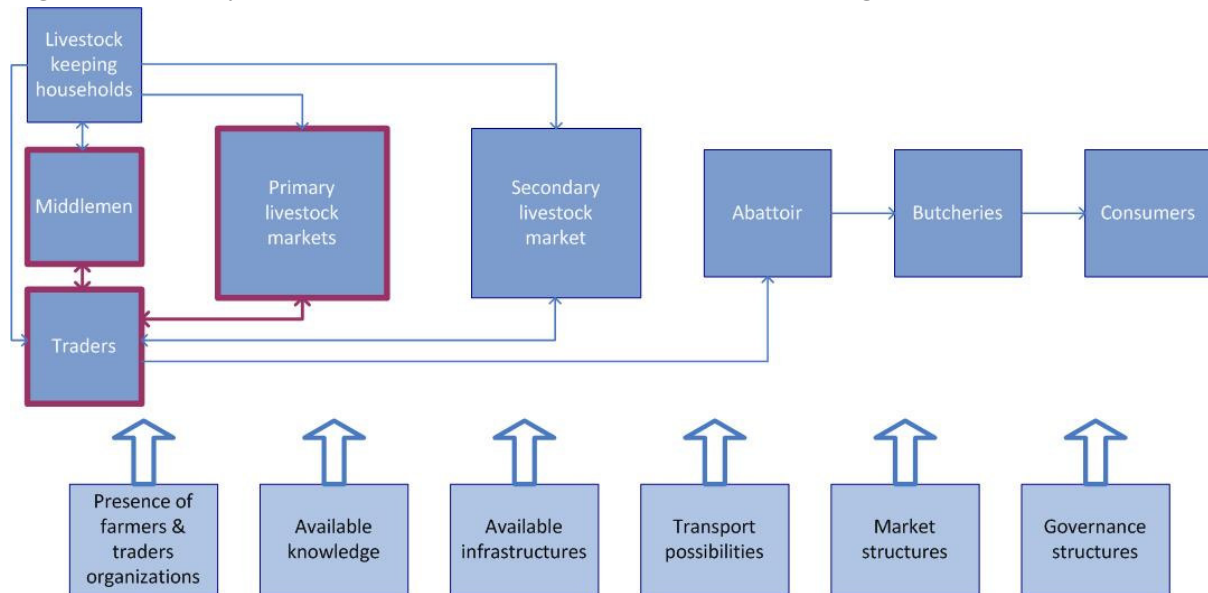 Livestock
keeping
households
Middlemen
Primary
livestock
markets
Secondary
livestock
market
Abattoir
Butcheries
Consumers
Traders
Presence of
farmers &
traders
organizations
Available
knowledge
Available
infrastructures
Transport
possibilities
Market
structures
Governance
structures